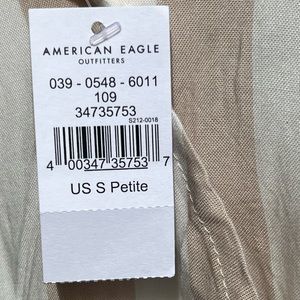 AMERICAN EAGLE
OUTFITTERS
039 - 0548 - 6011
109
34735753
S212-0018
4 00347 35753 7
US S Petite